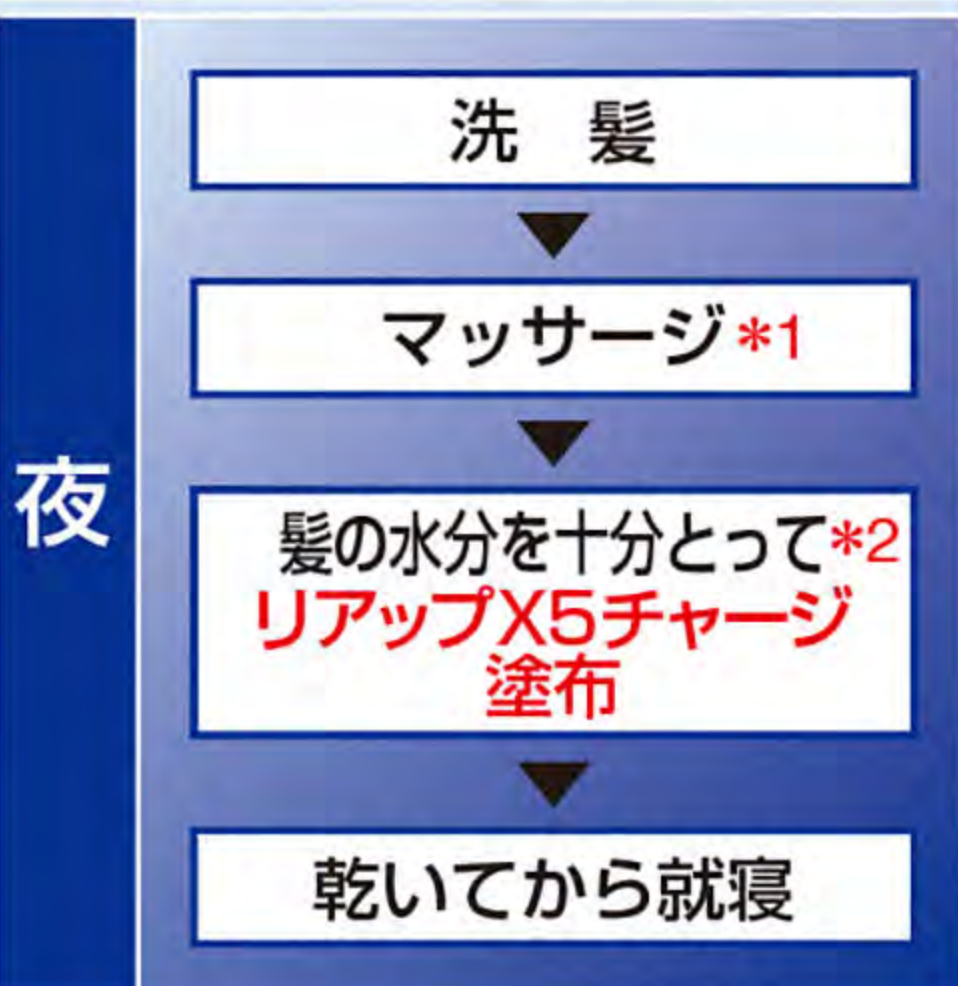 夜
洗　髪
マッサージ*1
髪の水分を十分とって*2
リアップX5チャージ
塗布
乾いてから就寝